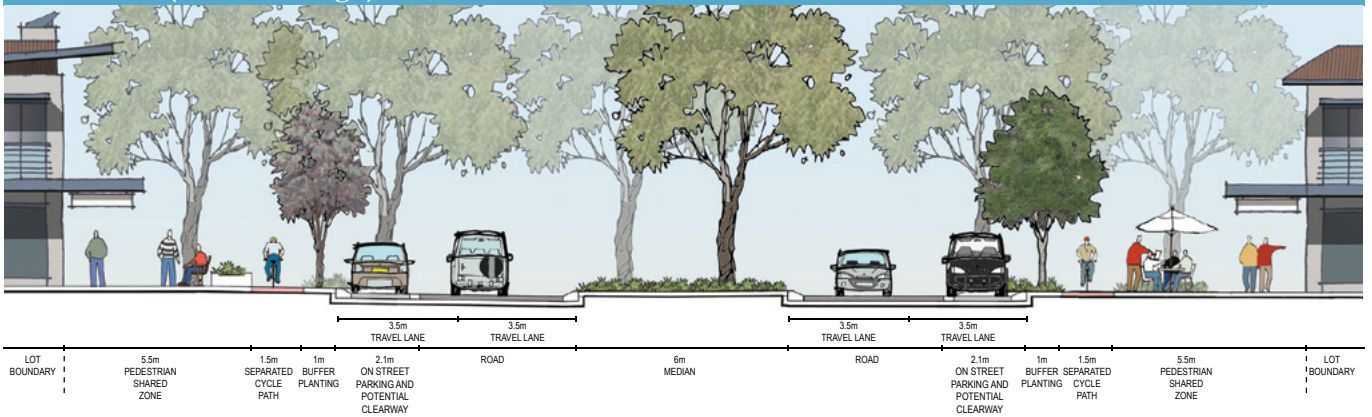 3.5m
TRAVEL LANE
3.5m
TRAVEL LANE
3.5m
TRAVEL LANE
3.5m
TRAVEL LANE
LOT
BOUNDARY
5.5m
PEDESTRIAN
SHARED
ZONE
1.5m
SEPARATED
CYCLE
PATH
1m
BUFFER
PLANTING
2.1m
ON STREET
PARKING AND
POTENTIAL
CLEARWAY
ROAD
6m
MEDIAN
ROAD
2.1m
ON STREET
PARKING AND
POTENTIAL
CLEARWAY
1m
BUFFER
PLANTING
1.5m
SEPARATED
CYCLE
PATH
5.5m
PEDESTRIAN
SHARED
ZONE
LOT
BOUNDARY